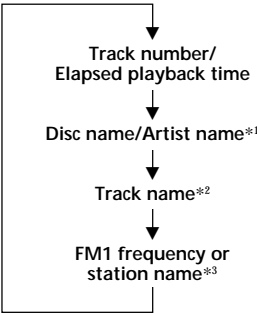 Track number/
Elapsed playback time
Disc name/Artist name*1
Track name*2
FM1 frequency or
station name*3